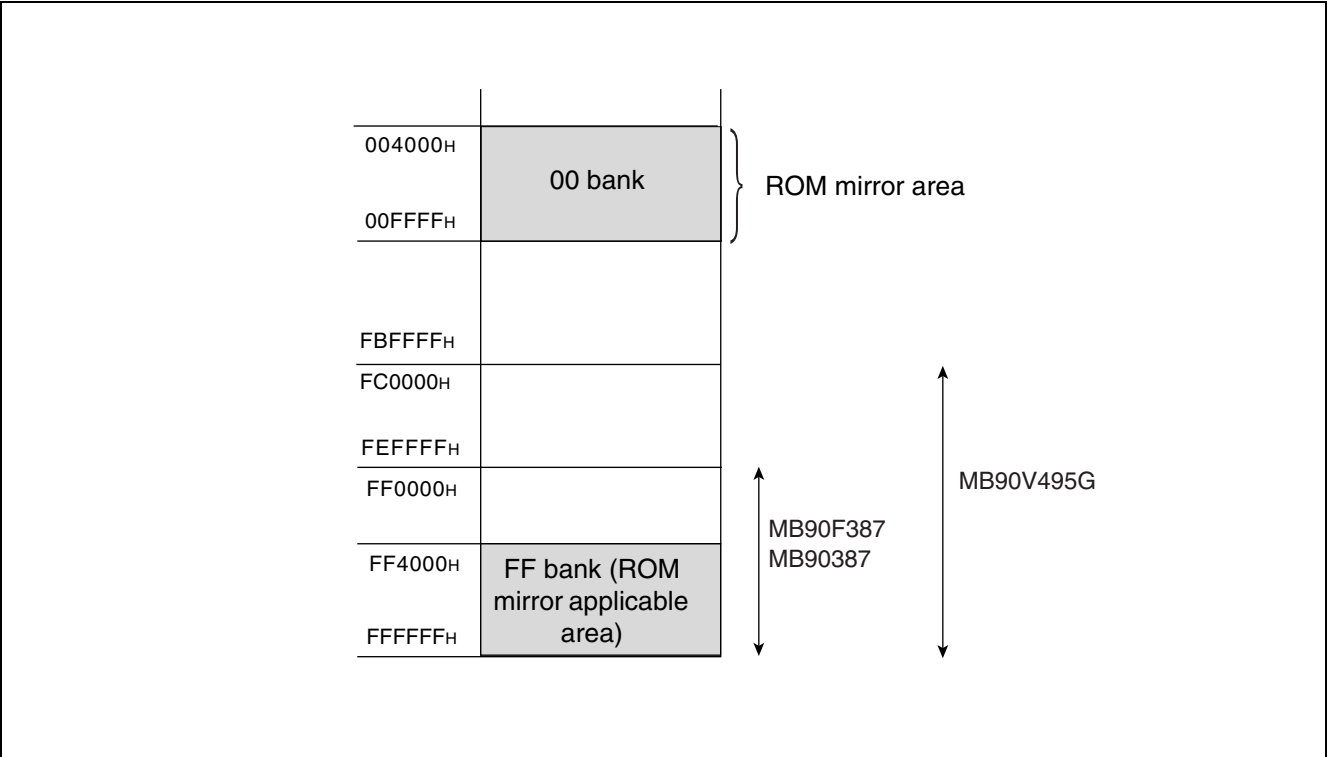 004000H
00 bank
ROM mirror area
00FFFFH
FBFFFFH
FC0000H
FEFFFFH
FF0000H
MB90V495G
MB90F387
MB90387
FF4000H
FF bank (ROM
mirror applicable
area)
FFFFFFH